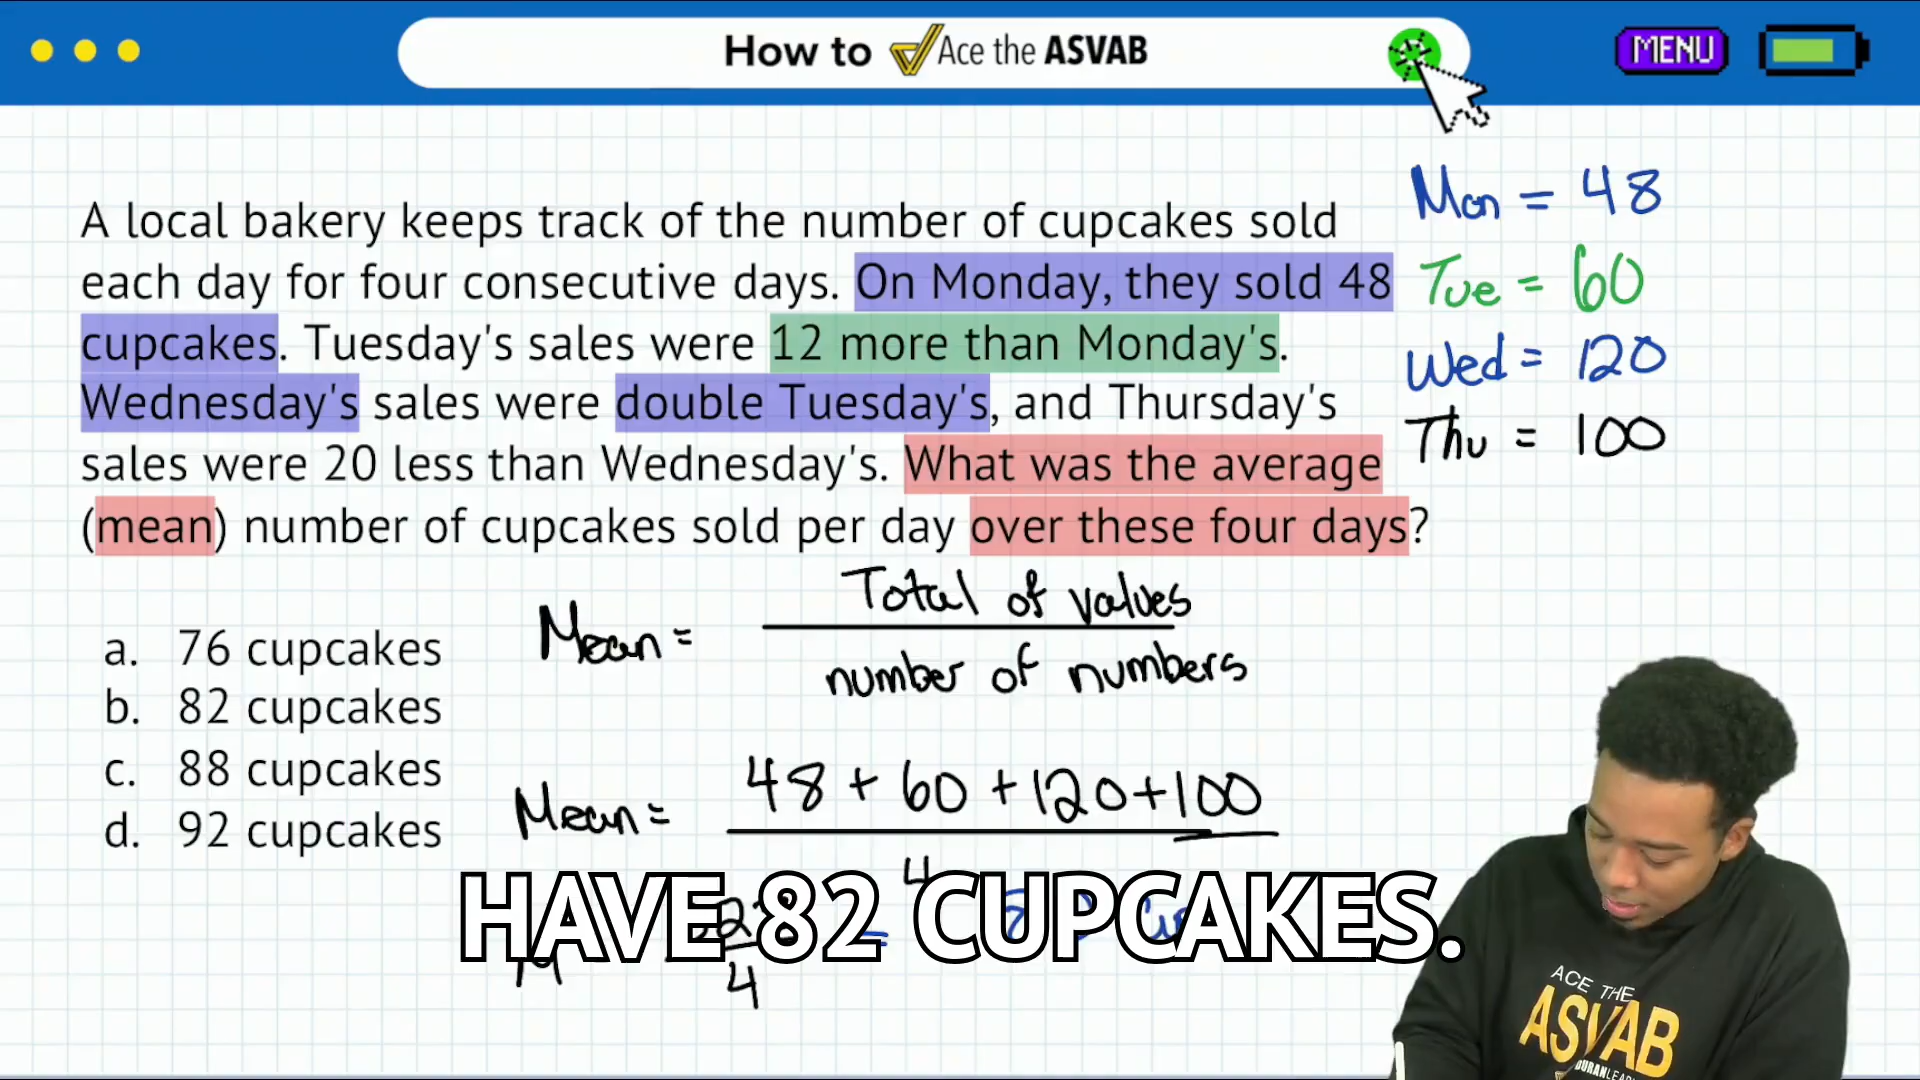 How to Ace the ASVAB
MENU
A local bakery keeps track of the number of cupcakes sold
each day for four consecutive days. On Monday, they sold 48
cupcakes. Tuesday's sales were 12 more than Monday's.
Wednesday's sales were double Tuesday's, and Thursday's
sales were 20 less than Wednesday's. What was the average
(mean) number of cupcakes sold per day over these four days?
Mon = 48
Tue = 60
Wed = 120
Thu = 100
a. 76 cupcakes
b. 82 cupcakes
c. 88 cupcakes
d. 92 cupcakes
Mean = Total of values
number of numbers
Mean = 48 + 60 + 120 + 100
4
HAVE 82 CUPCAKES.
M
=
4
ACE THE
ASVAB